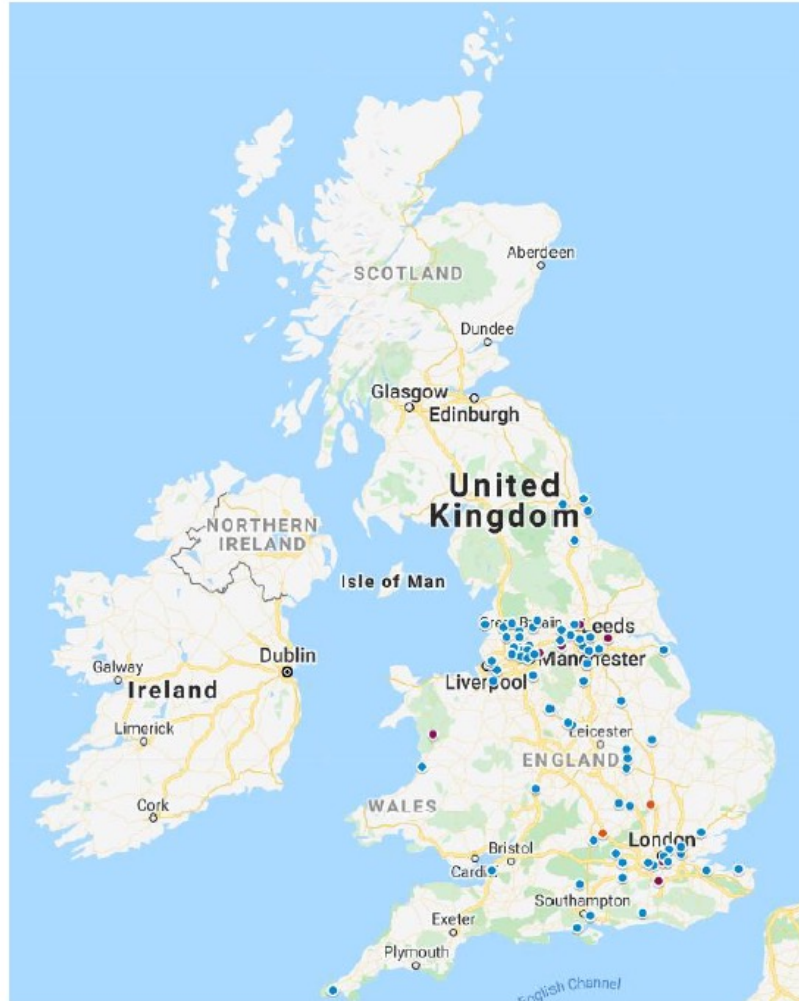 Aberdeen
SCOTLAND
Dundee
Glasgow
Edinburgh
United
Kingdom
NORTHERN
IRELAND
Isle of Man
Leeds
Dublin
Manchester
Galway
Ireland
Liverpool
Limerick
Leicester
ENGLAND
Cork
WALES
London
Bristol
Southampton
Exeter
Plymouth
English Channel